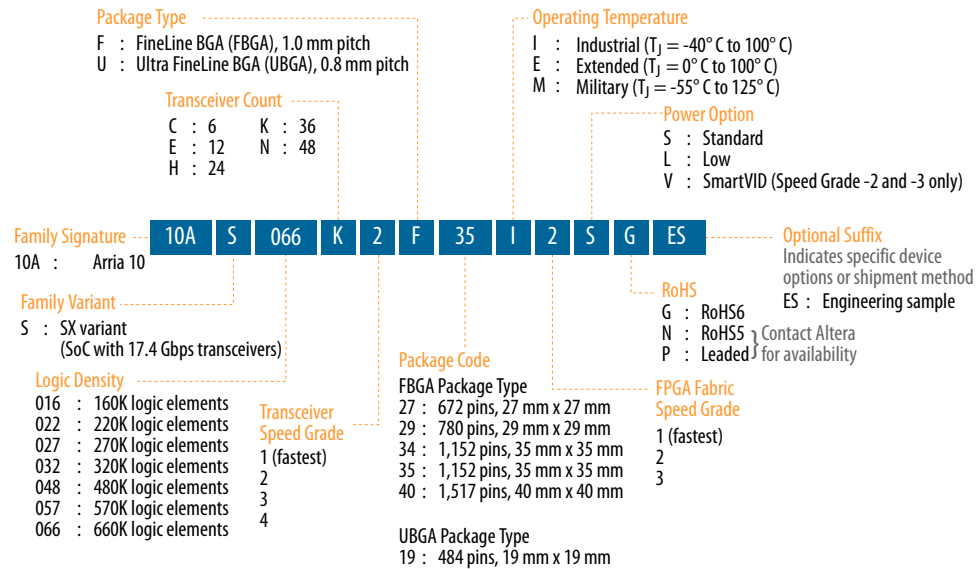 Package Type
F : FineLine BGA (FBGA), 1.0 mm pitch
U : Ultra FineLine BGA (UBGA), 0.8 mm pitch
Operating Temperature
I : Industrial (TJ = -40° C to 100° C)
E : Extended (TJ = 0° C to 100° C)
M : Military (TJ = -55° C to 125° C)
Transceiver Count
C : 6 K : 36
E : 12 N : 48
H : 24
Power Option
S : Standard
L : Low
V : SmartVID (Speed Grade -2 and -3 only)
Family Signature
10A : Arria 10
10A S 066 K 2 F 35 I 2 S G ES
Optional Suffix
Indicates specific device
options or shipment method
ES : Engineering sample
Family Variant
S : SX variant
(SoC with 17.4 Gbps transceivers)
RoHS
G : RoHS6
N : RoHS5
P : Leaded
} Contact Altera
for availability
Logic Density
016 : 160K logic elements
022 : 220K logic elements
027 : 270K logic elements
032 : 320K logic elements
048 : 480K logic elements
057 : 570K logic elements
066 : 660K logic elements
Transceiver
Speed Grade
1 (fastest)
2
3
4
Package Code
FBGA Package Type
27 : 672 pins, 27 mm x 27 mm
29 : 780 pins, 29 mm x 29 mm
34 : 1,152 pins, 35 mm x 35 mm
35 : 1,152 pins, 35 mm x 35 mm
40 : 1,517 pins, 40 mm x 40 mm
UBGA Package Type
19 : 484 pins, 19 mm x 19 mm
FPGA Fabric
Speed Grade
1 (fastest)
2
3